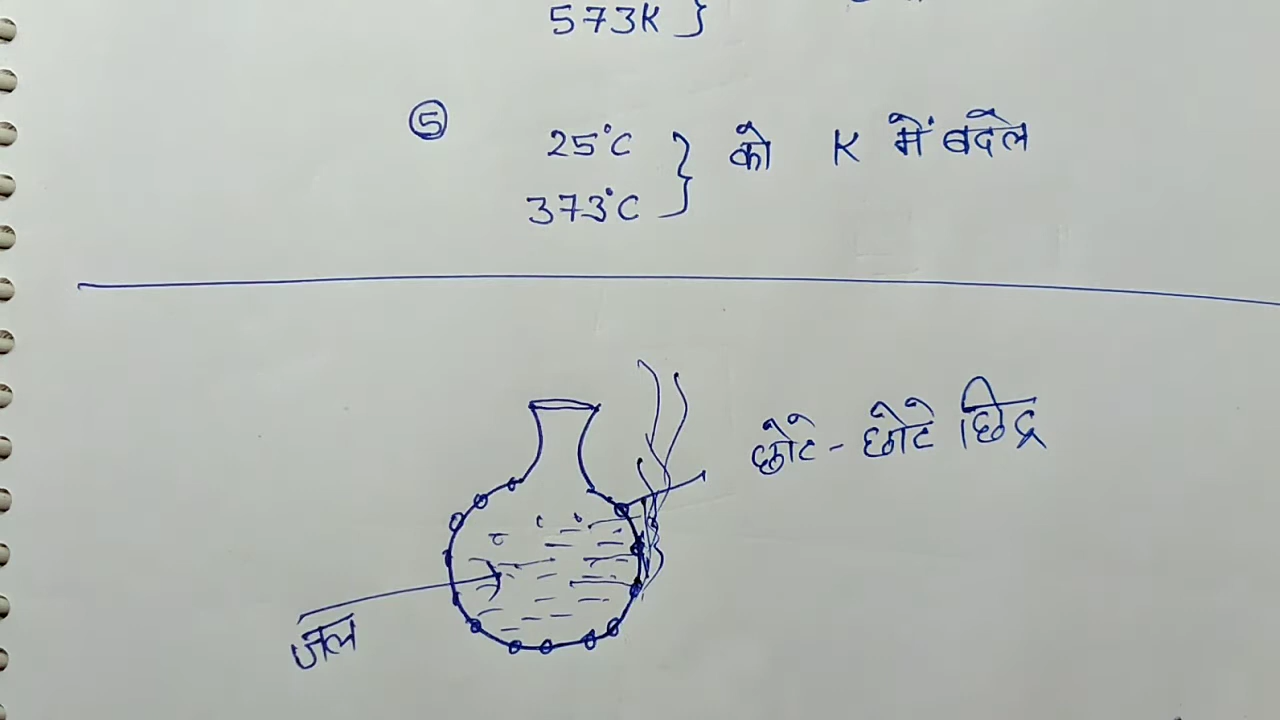 573K }
⑤
25°C } को K में बदले
373°C
छोटे-छोटे छिद्र
जल